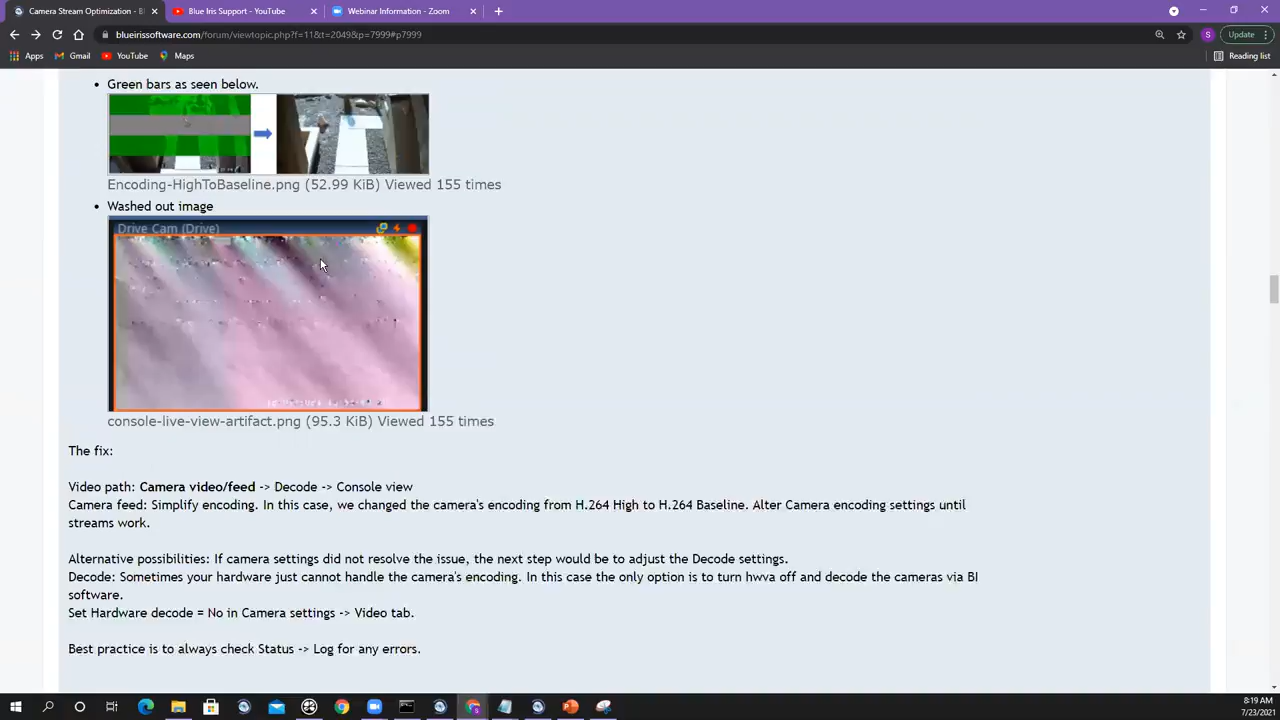 Camera Stream Optimization - Bl
Blue Iris Support - YouTube
Webinar Information - Zoom
blueirissoftware.com/forum/viewtopic.php?f=11&t=2049&p=7999#p7999
S
Update
Apps
Gmail
YouTube
Maps
Reading list
• Green bars as seen below.
Encoding-HighToBaseline.png (52.99 KiB) Viewed 155 times
• Washed out image
Drive Cam (Drive)
console-live-view-artifact.png (95.3 KiB) Viewed 155 times
The fix:
Video path: Camera video/feed -> Decode -> Console view
Camera feed: Simplify encoding. In this case, we changed the camera's encoding from H.264 High to H.264 Baseline. Alter Camera encoding settings until
streams work.
Alternative possibilities: If camera settings did not resolve the issue, the next step would be to adjust the Decode settings.
Decode: Sometimes your hardware just cannot handle the camera's encoding. In this case the only option is to turn hwva off and decode the cameras via BI
software.
Set Hardware decode = No in Camera settings -> Video tab.
Best practice is to always check Status -> Log for any errors.
8:19 AM
7/23/2021